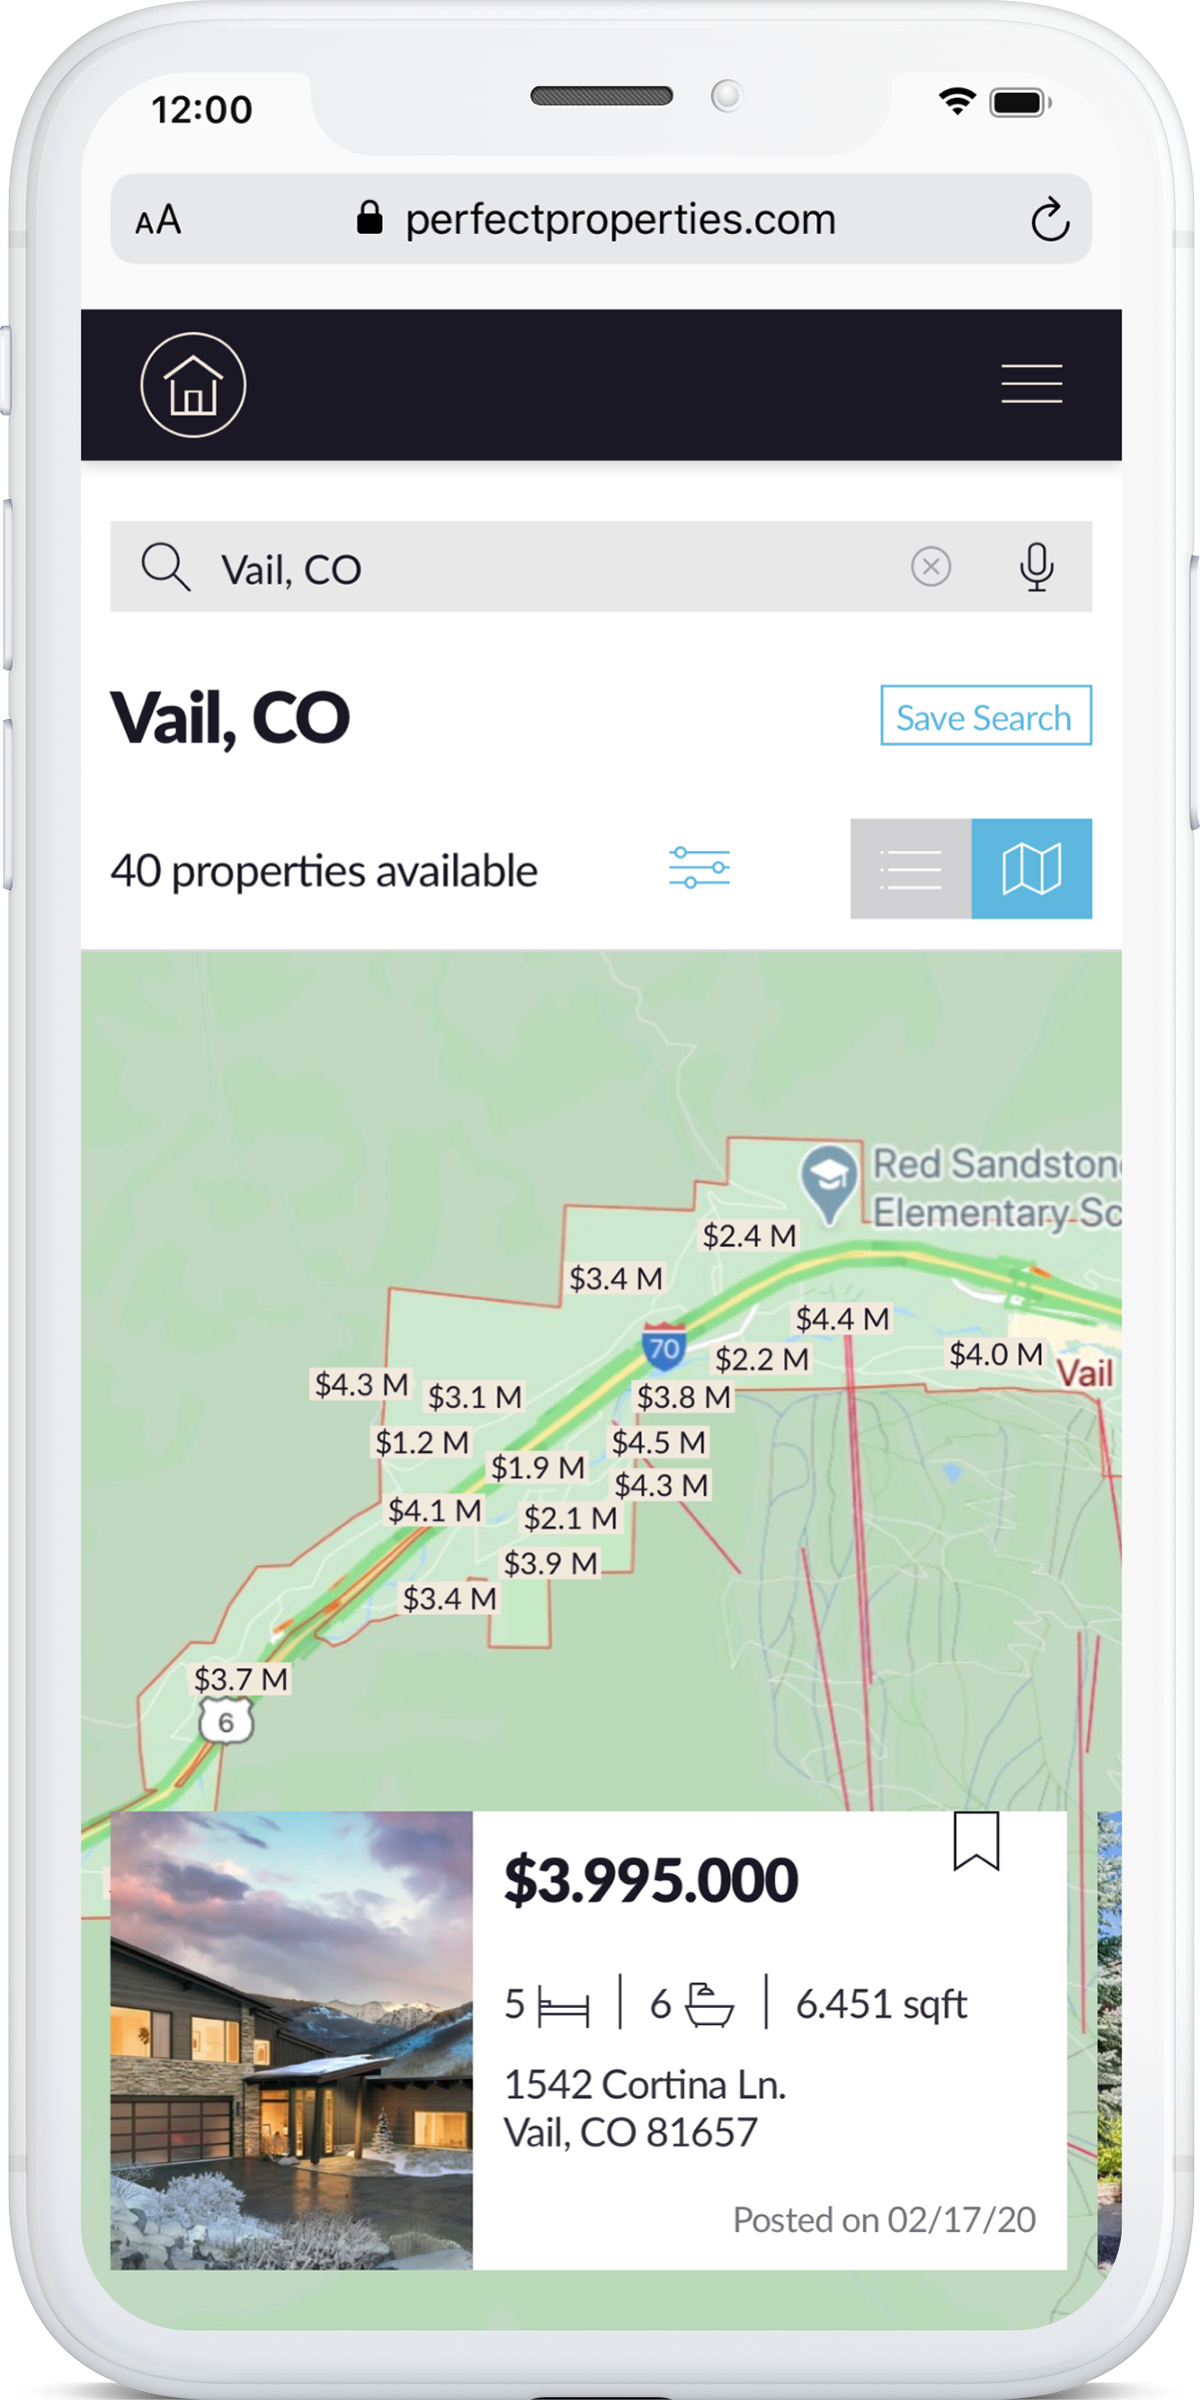 12:00
AA perfectproperties.com
Vail, CO
Vail, CO
Save Search
40 properties available
Red Sandston
Elementary Sc
$2.4 M
$3.4 M
$4.4 M
70
$2.2 M
$4.0 M
Vail
$4.3 M
$3.1 M
$3.8 M
$1.2 M
$4.5 M
$1.9 M
$4.3 M
$4.1 M
$2.1 M
$3.9 M
$3.4 M
$3.7 M
6
$3.995.000
5
6
6.451 sqft
1542 Cortina Ln.
Vail, CO 81657
Posted on 02/17/20